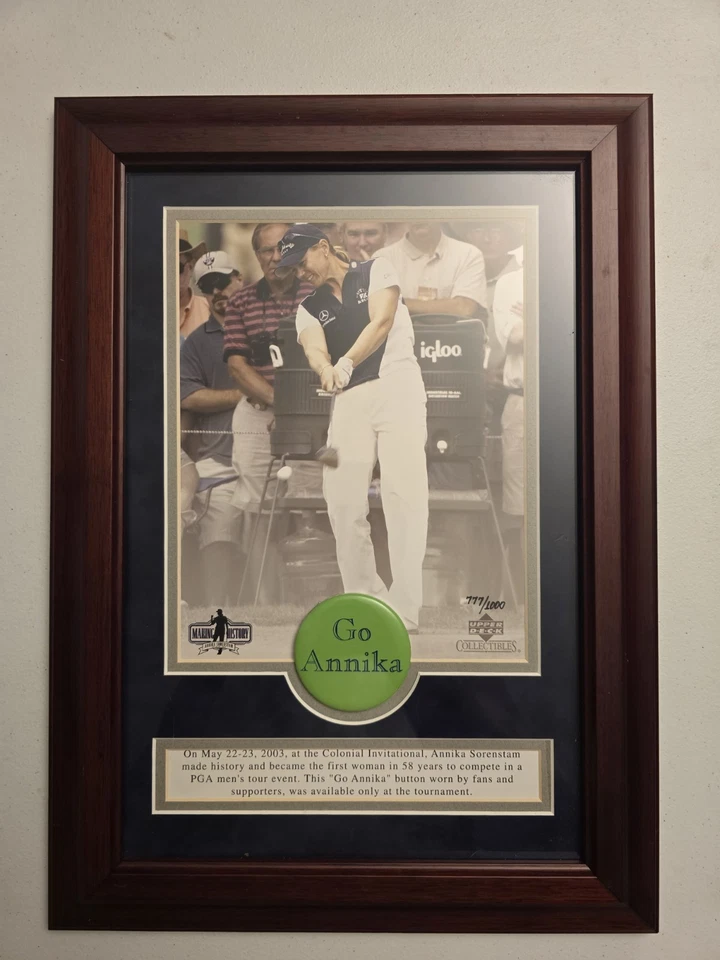 igloo
777/1000
MAKING HISTORY
UPPER
DECK
COLLECTIBLES
Go
Annika
On May 22-23, 2003, at the Colonial Invitational, Annika Sorenstam
made history and became the first woman in 58 years to compete in a
PGA men's tour event. This "Go Annika" button worn by fans and
supporters, was available only at the tournament.